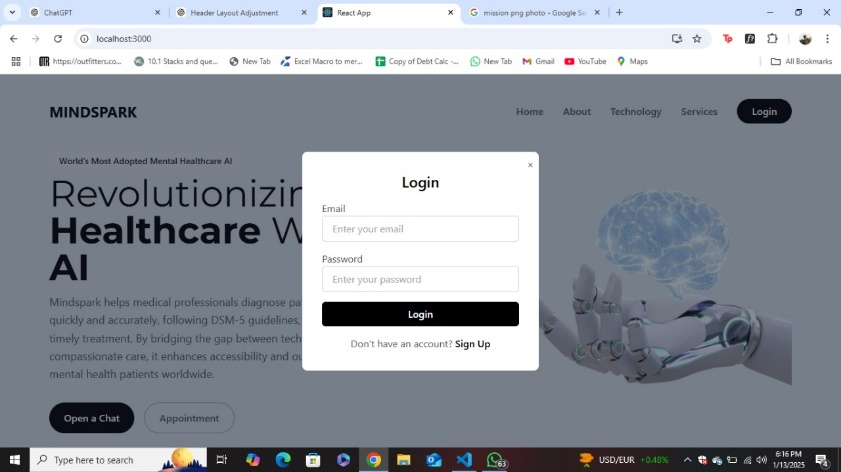 ChatGPT
Header Layout Adjustment
React App
mission png photo - Google Se
localhost:3000
https://outfitters.co...
10.1 Stacks and que...
New Tab
Excel Macro to mer...
Copy of Debt Calc -...
New Tab
Gmail
YouTube
Maps
All Bookmarks
MINDSPARK
Home
About
Technology
Services
Login
World's Most Adopted Mental Healthcare AI
Revolutionizin
Healthcare W
AI
Mindspark helps medical professionals diagnose pa
quickly and accurately, following DSM-5 guidelines,
timely treatment. By bridging the gap between tech
compassionate care, it enhances accessibility and ou
mental health patients worldwide.
Open a Chat
Appointment
×
Login
Email
Enter your email
Password
Enter your password
Login
Don't have an account? Sign Up
Type here to search
63
USD/EUR +0.48%
6:16 PM
1/13/2025
4